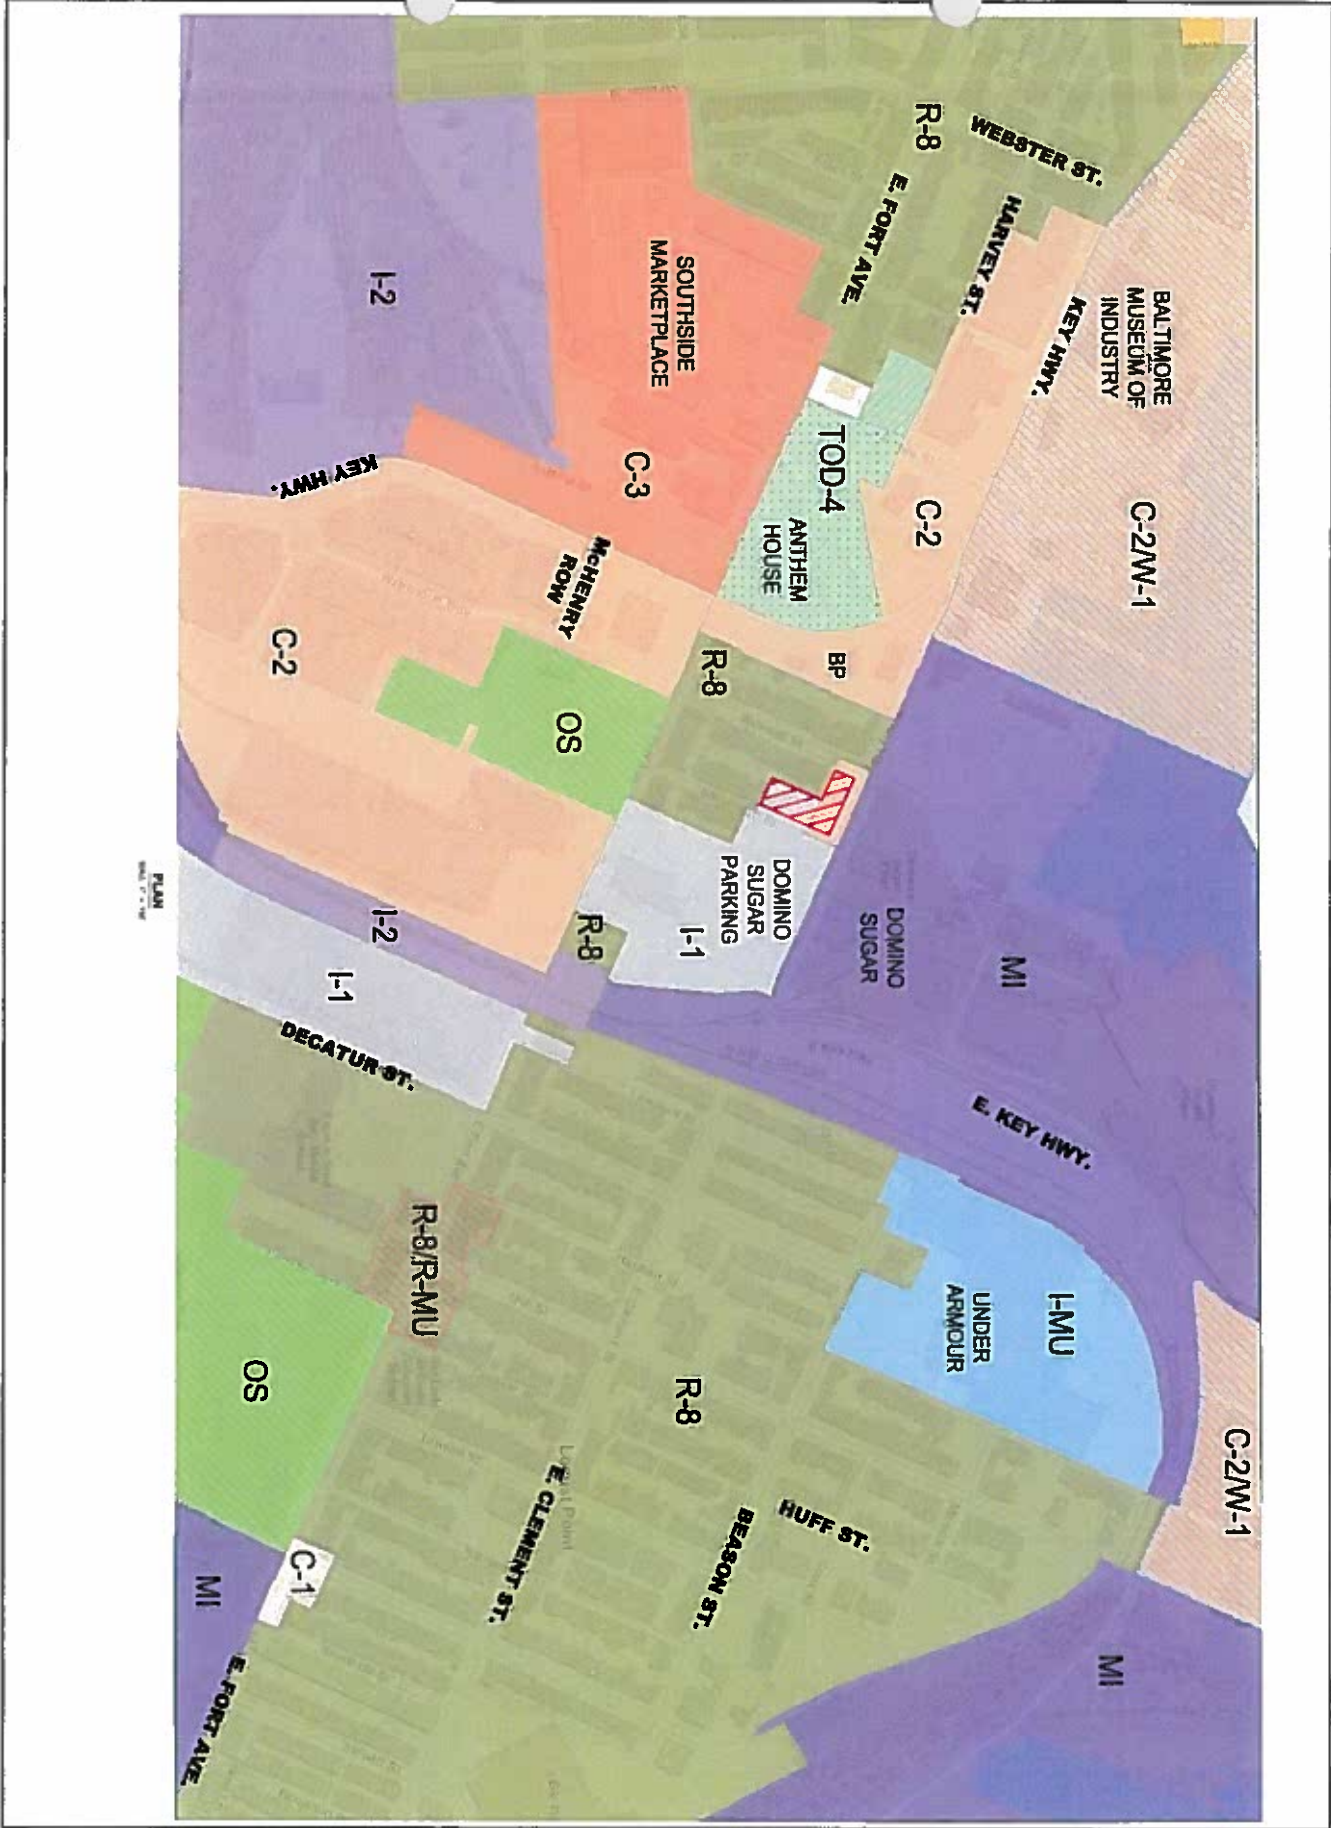 WEBSTER ST.
R-8
HARVEY ST.
E. FORT AVE.
KEY HWY.
BALTIMORE
MUSEUM OF
INDUSTRY
C-2/W-1
SOUTHSIDE
MARKETPLACE
I-2
C-3
TOD-4
C-2
ANTHEM
HOUSE
KEY HWY.
McHENRY
ROW
C-2
BP
R-8
OS
DOMINO
SUGAR
PARKING
I-1
DOMINO
SUGAR
MI
R-8
I-2
I-1
DECATUR ST.
E. KEY HWY.
I-MU
UNDER
ARMOUR
R-8/R-MU
R-8
OS
C-2/W-1
HUFF ST.
BEASON ST.
E. CLEMENT ST.
Locust Point
C-1
MI
MI
E. FORT AVE.
PLAN